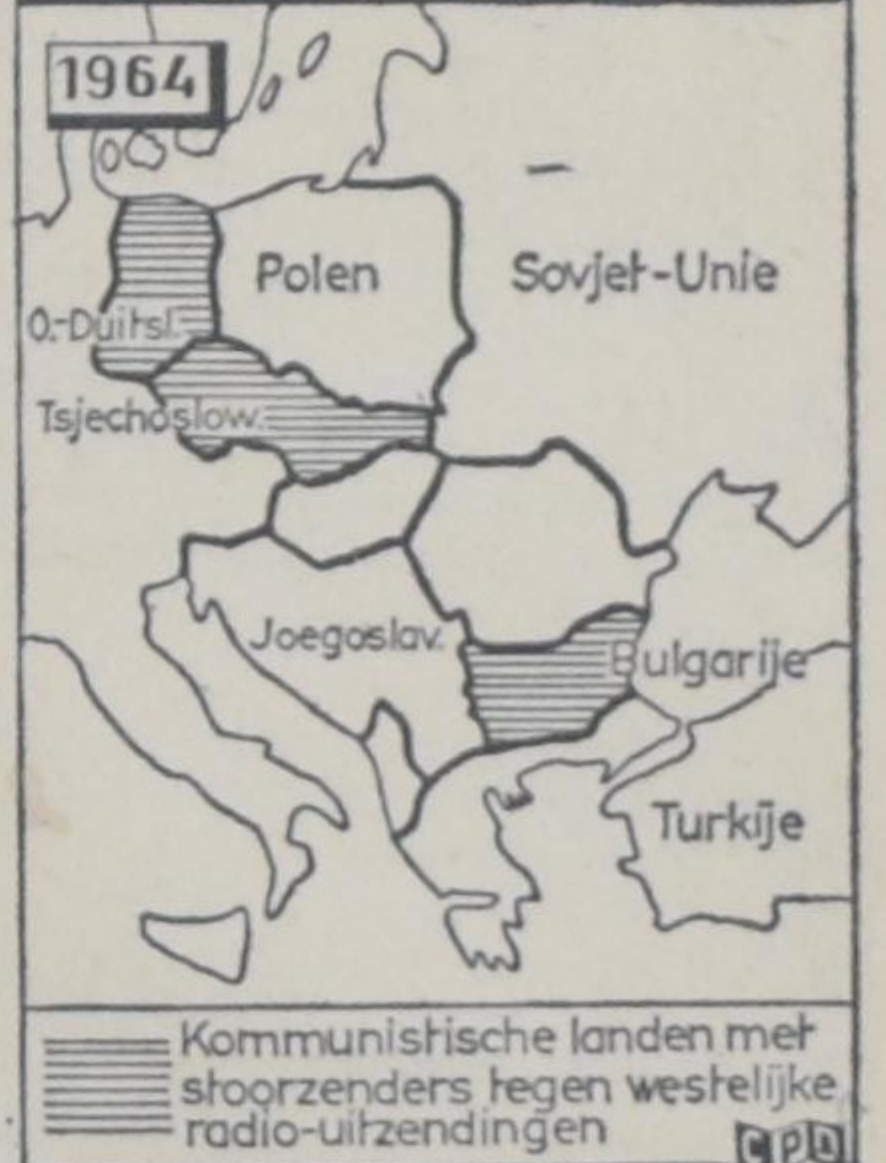 1964
Polen
Sovjet-Unie
O.-Duitsl.
Tsjechoslow.
Joegoslav.
Bulgarije
Turkije
Kommunistische landen met
stoorzenders tegen westelijke
radio-uitzendingen
CPD